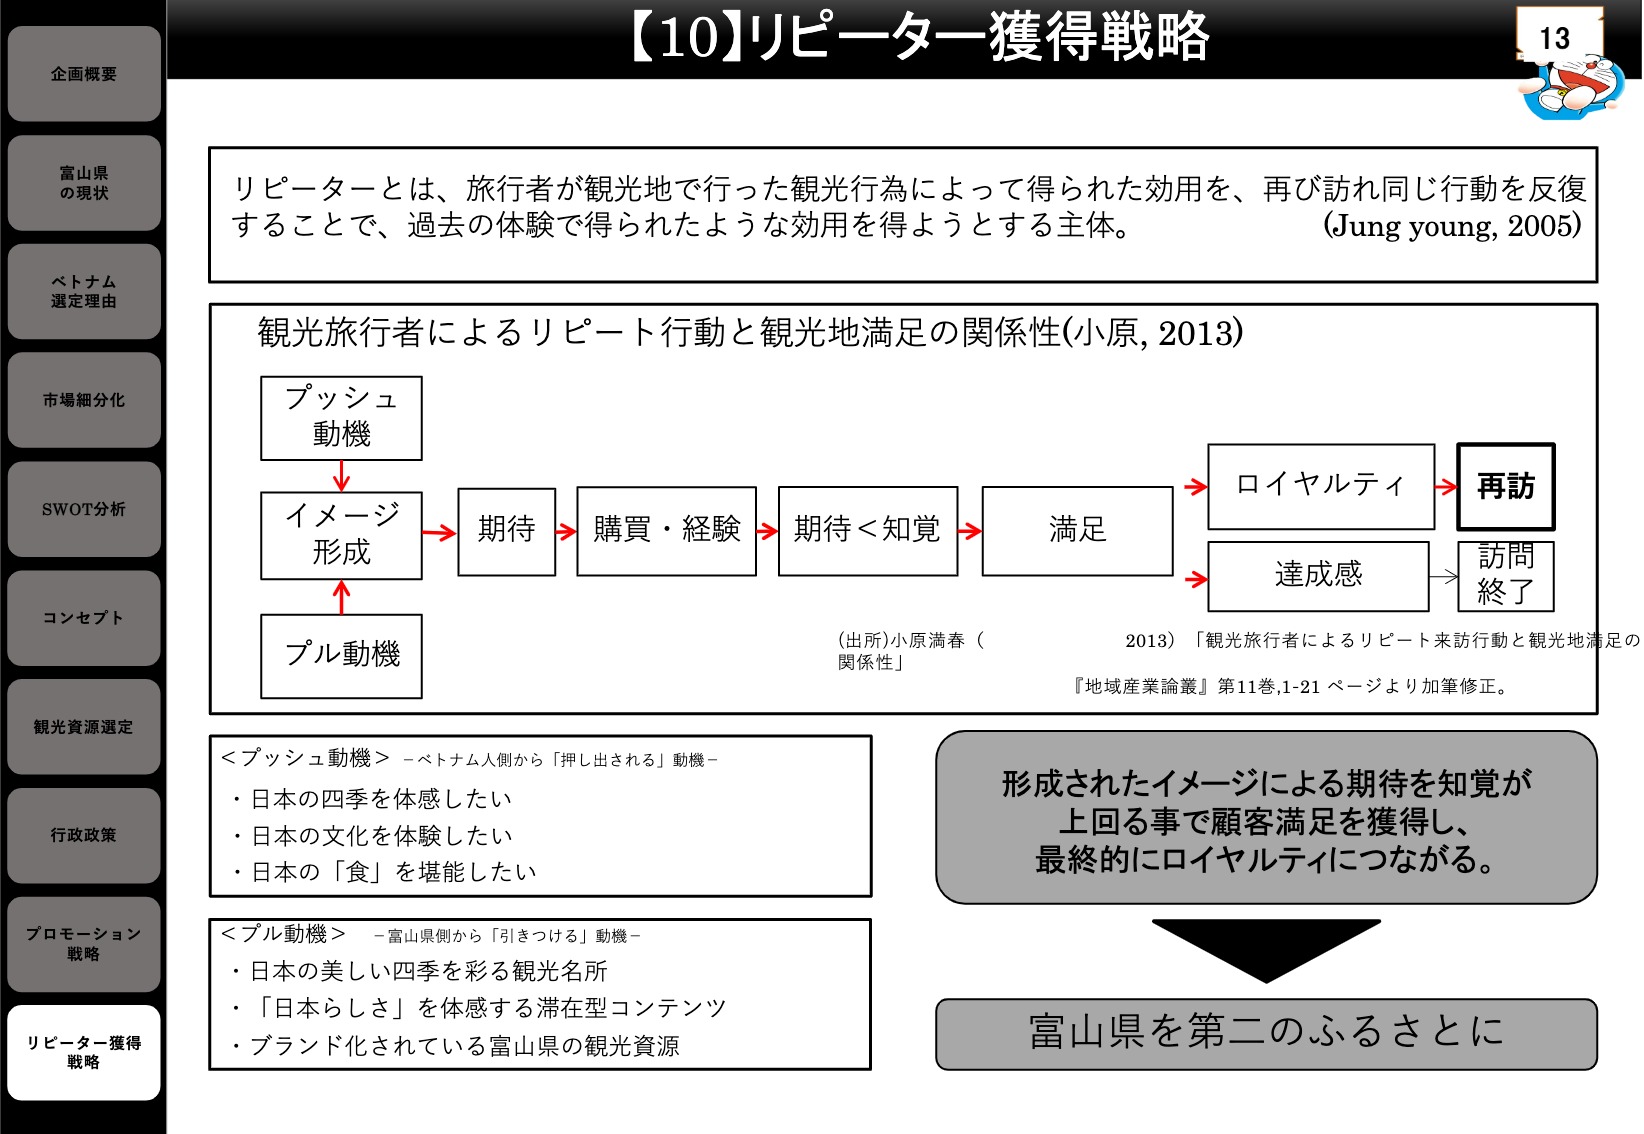 【10】リピーター獲得戦略
13
企画概要
富山県
の現状
ベトナム
選定理由
市場細分化
SWOT分析
コンセプト
観光資源選定
行政政策
プロモーション
戦略
リピーター獲得
戦略
リピーターとは、旅行者が観光地で行った観光行為によって得られた効用を、再び訪れ同じ行動を反復
することで、過去の体験で得られたような効用を得ようとする主体。 (Jung young, 2005)
観光旅行者によるリピート行動と観光地満足の関係性(小原, 2013)
プッシュ
動機
イメージ
形成
プル動機
期待
購買・経験
期待＜知覚
満足
ロイヤルティ
再訪
達成感
訪問
終了
(出所)小原満春（ 2013）「観光旅行者によるリピート来訪行動と観光地満足の
関係性」
『地域産業論叢』第11巻,1-21 ページより加筆修正。
＜プッシュ動機＞ －ベトナム人側から「押し出される」動機－
・日本の四季を体感したい
・日本の文化を体験したい
・日本の「食」を堪能したい
＜プル動機＞ －富山県側から「引きつける」動機－
・日本の美しい四季を彩る観光名所
・「日本らしさ」を体感する滞在型コンテンツ
・ブランド化されている富山県の観光資源
形成されたイメージによる期待を知覚が
上回る事で顧客満足を獲得し、
最終的にロイヤルティにつながる。
富山県を第二のふるさとに